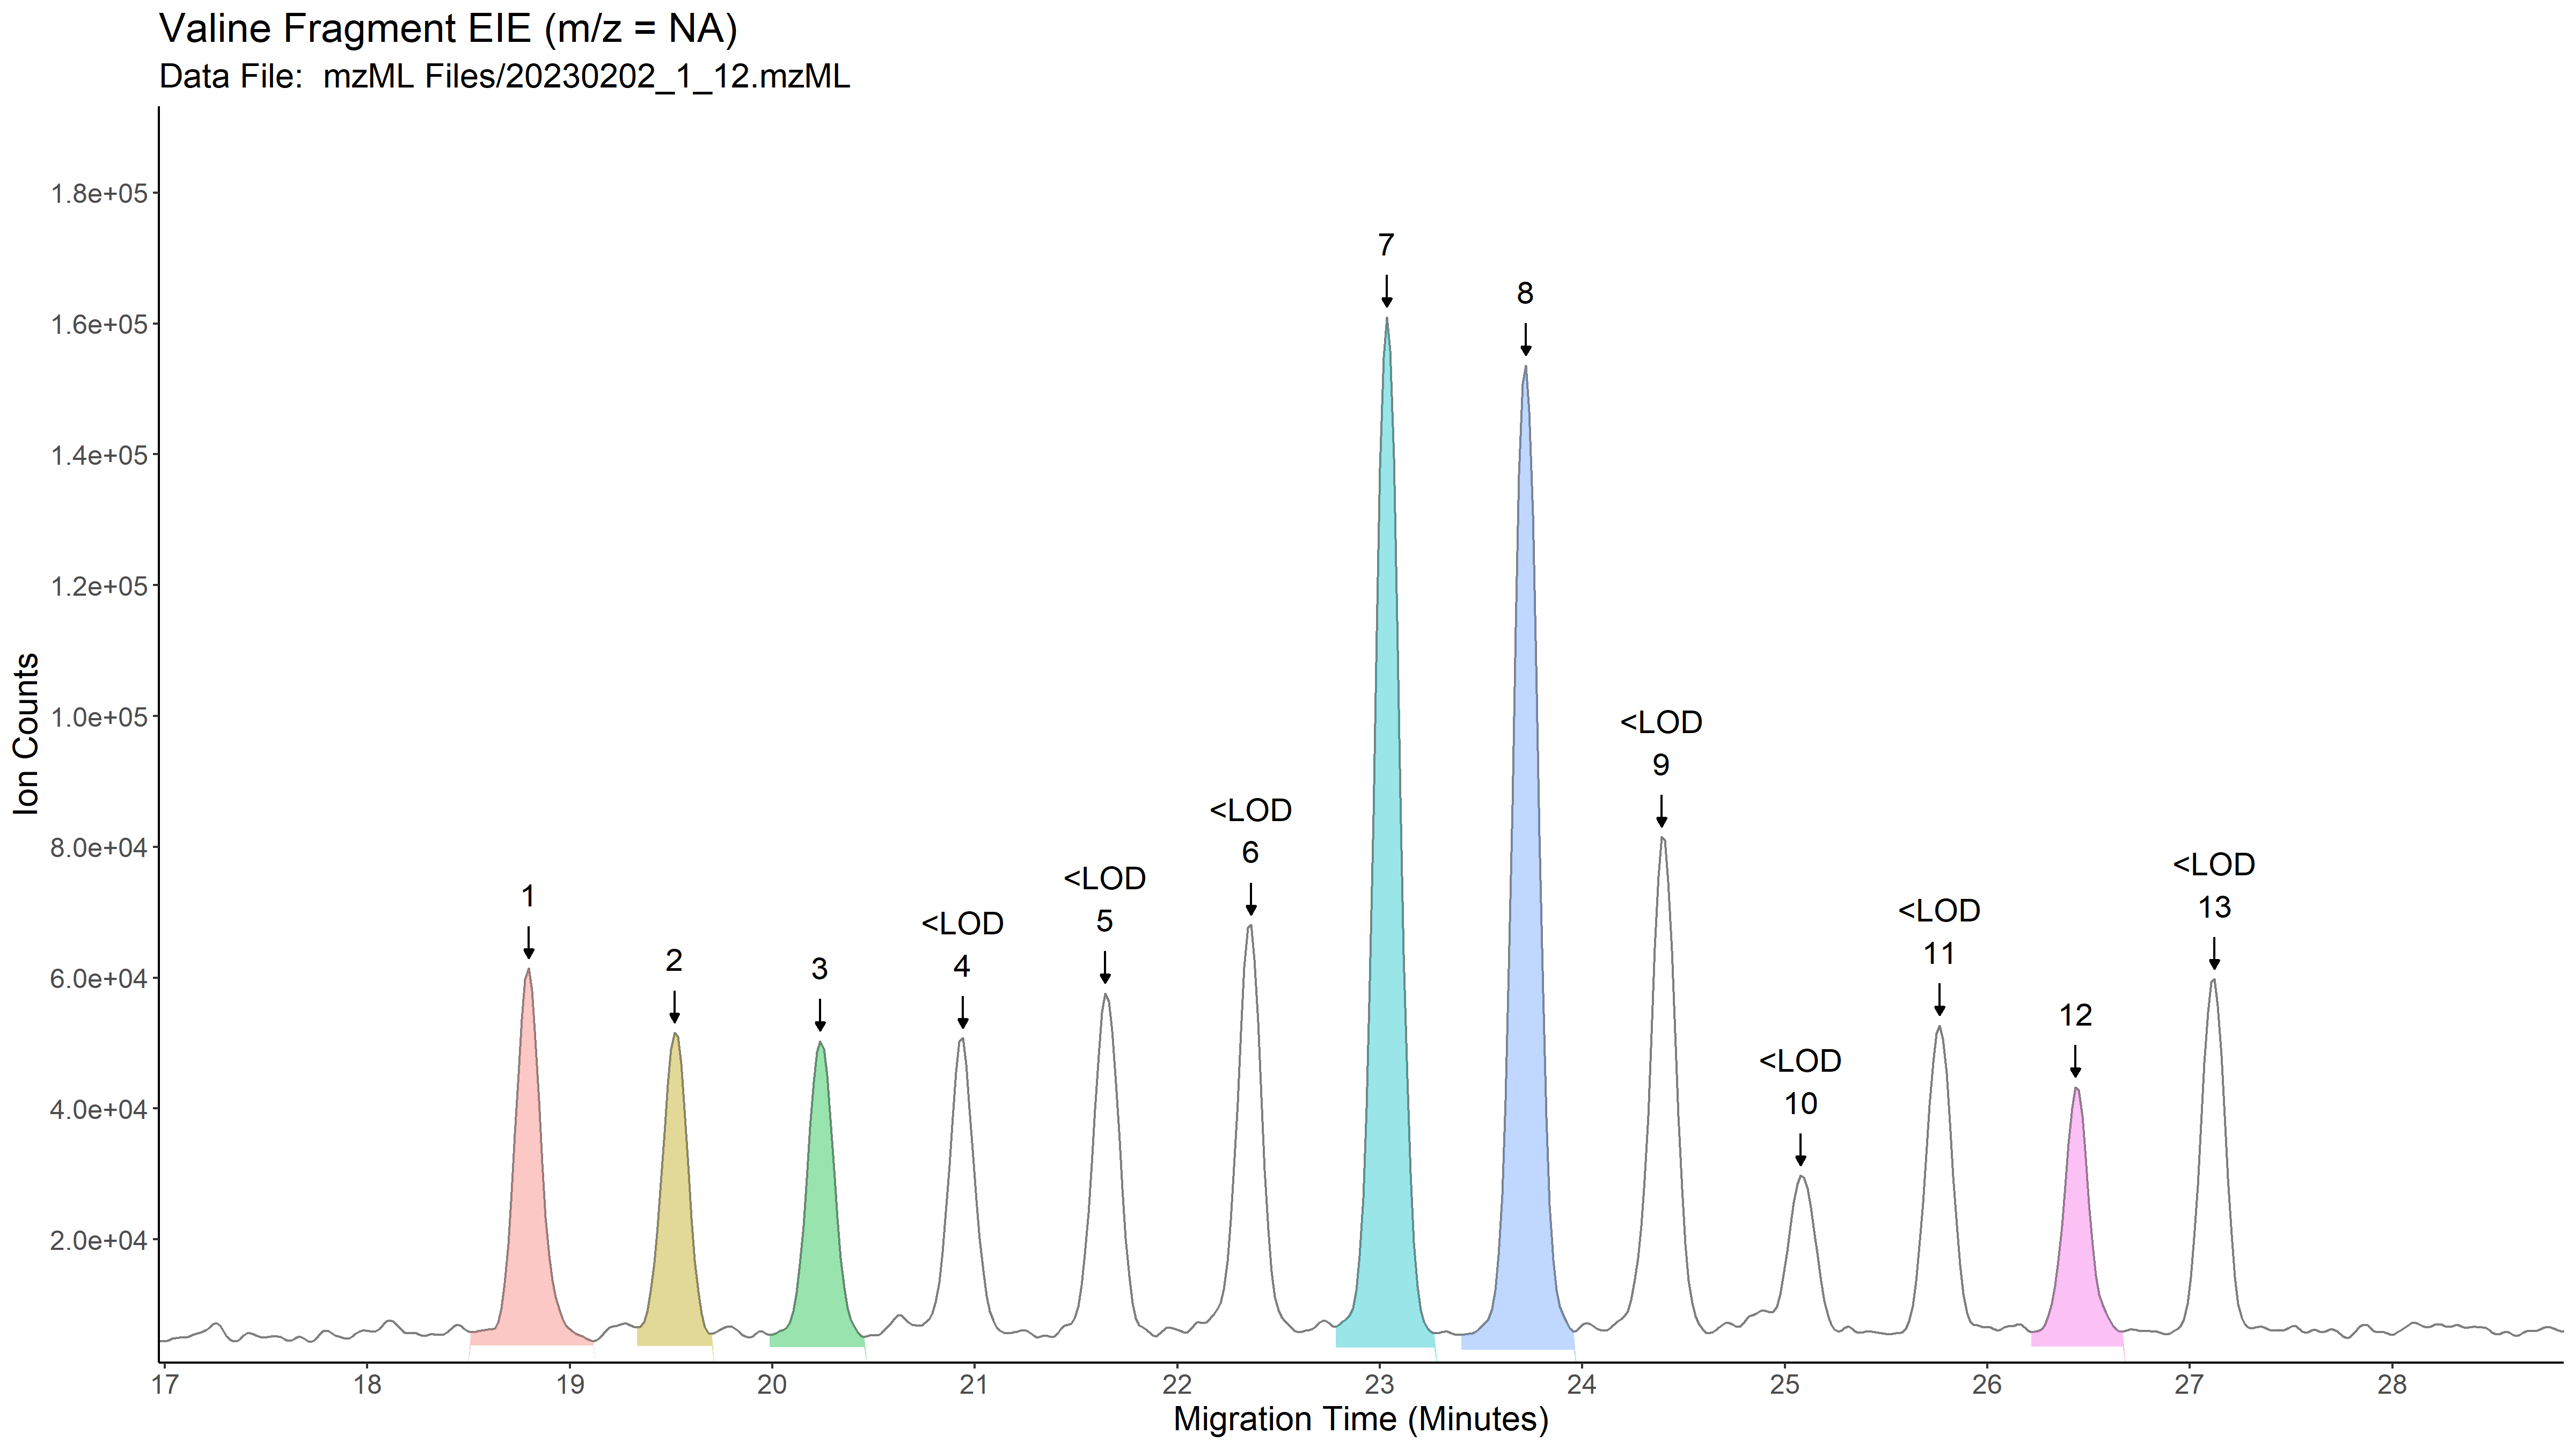 Valine Fragment EIE (m/z = NA)
Data File:  mzML Files/20230202_1_12.mzML
Ion Counts
1.8e+05
1.6e+05
1.4e+05
1.2e+05
1.0e+05
8.0e+04
6.0e+04
4.0e+04
2.0e+04
1
2
3
<LOD
4
<LOD
5
<LOD
6
7
8
<LOD
9
<LOD
10
<LOD
11
12
<LOD
13
17 18 19 20 21 22 23 24 25 26 27 28
Migration Time (Minutes)